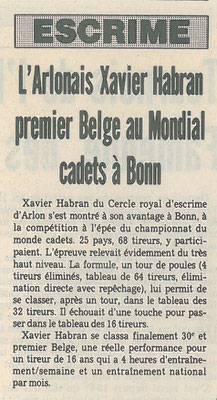 ESCRIME
L'Arlonais Xavier Habran
premier Belge au Mondial
cadets à Bonn
Xavier Habran du Cercle royal d'escrime
d'Arlon s'est montré à son avantage à Bonn, à
la compétition à l'épée du championnat du
monde cadets. 25 pays, 68 tireurs, y partici-
paient. L'épreuve relevait évidemment du très
haut niveau. La formule, un tour de poules (4
tireurs éliminés, tableau de 64 tireurs, élimi-
nation directe avec repêchage), lui permit de
se classer, après un tour, dans le tableau des
32 tireurs. Il échouait d'une touche pour pas-
ser dans le tableau des 16 tireurs.
Xavier Habran se classa finalement 30e et
premier Belge, une réelle performance pour
un tireur de 16 ans qui a 4 heures d'entraîne-
ment/semaine et un entraînement national
par mois.